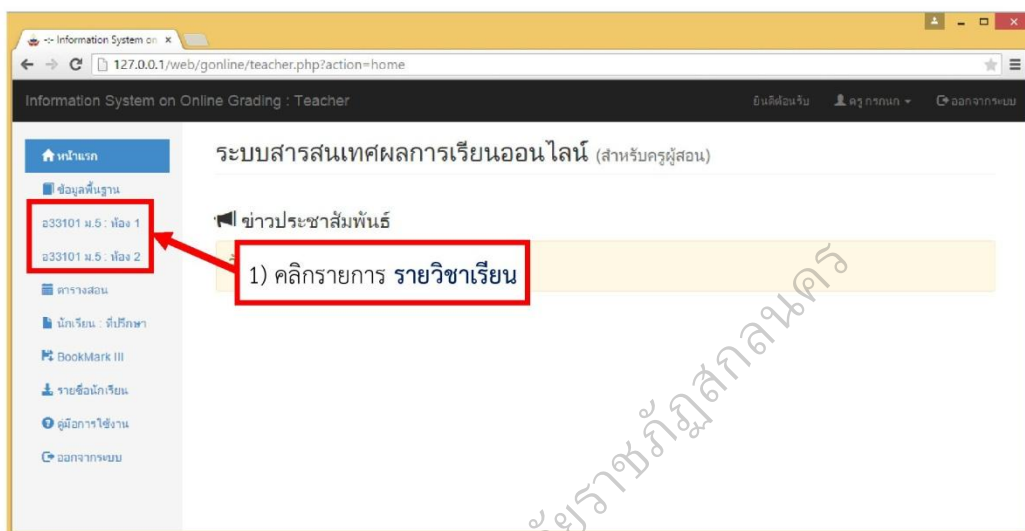 -:- Information System on
127.0.0.1/web/gonline/teacher.php?action=home
Information System on Online Grading : Teacher
ยินดีต้อนรับ ครู กรกนก ออกจากระบบ
หน้าแรก
ระบบสารสนเทศผลการเรียนออนไลน์ (สำหรับครูผู้สอน)
ข้อมูลพื้นฐาน
อ33101 ม.5 : ห้อง 1
ข่าวประชาสัมพันธ์
อ33101 ม.5 : ห้อง 2
1) คลิกรายการ รายวิชาเรียน
ตารางสอน
นักเรียน : ที่ปรึกษา
BookMark III
รายชื่อนักเรียน
คู่มือการใช้งาน
ออกจากระบบ